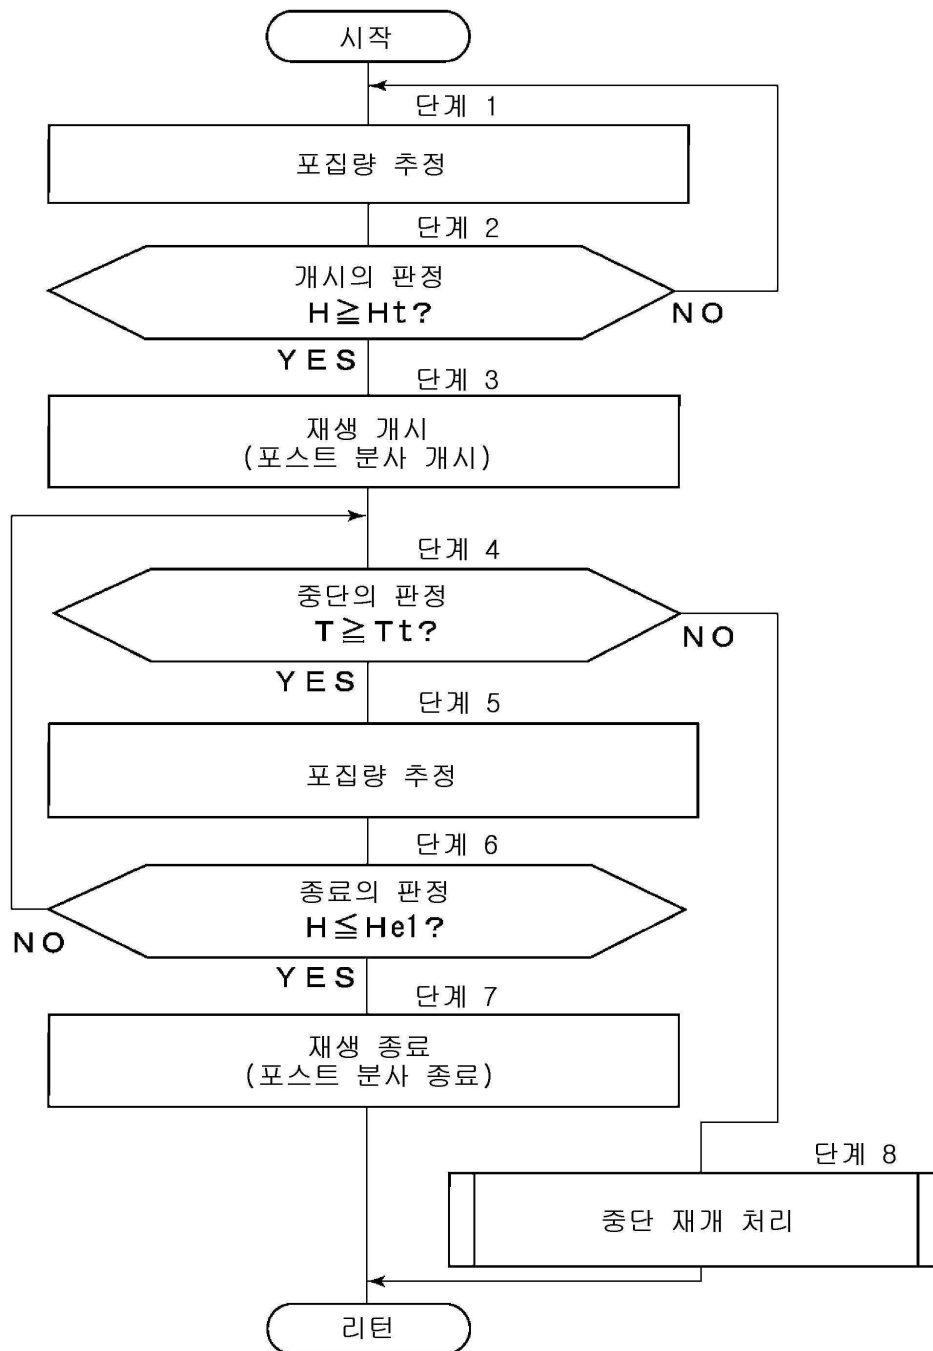 시작
단계 1
포집량 추정
단계 2
개시의 판정
H≧Ht?
NO
YES
단계 3
재생 개시
(포스트 분사 개시)
단계 4
중단의 판정
T≧Tt?
NO
YES
단계 5
포집량 추정
단계 6
종료의 판정
H≦He1?
NO
YES
단계 7
재생 종료
(포스트 분사 종료)
단계 8
중단 재개 처리
리턴